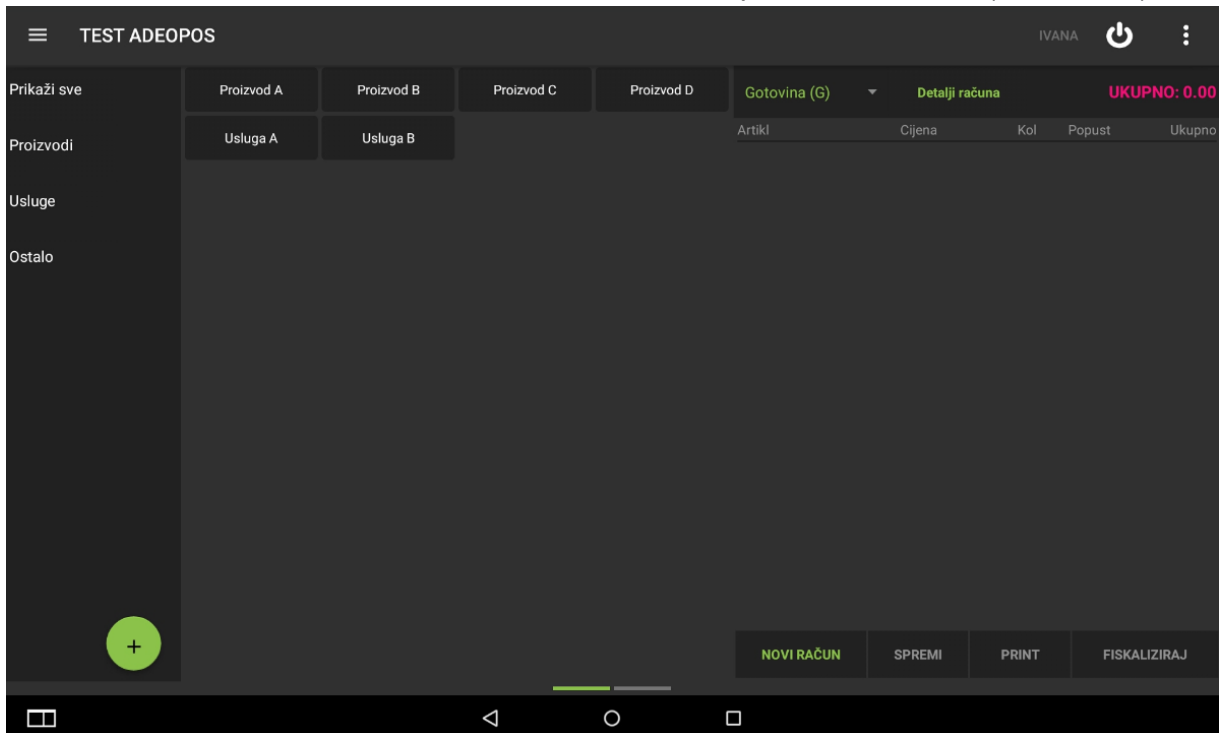 TEST ADEOPOS
IVANA
Prikaži sve
Proizvodi
Usluge
Ostalo
+
Proizvod A
Proizvod B
Proizvod C
Proizvod D
Usluga A
Usluga B
Gotovina (G)
Detalji računa
UKUPNO: 0.00
Artikl Cijena Kol Popust Ukupno
NOVI RAČUN
SPREMI
PRINT
FISKALIZIRAJ